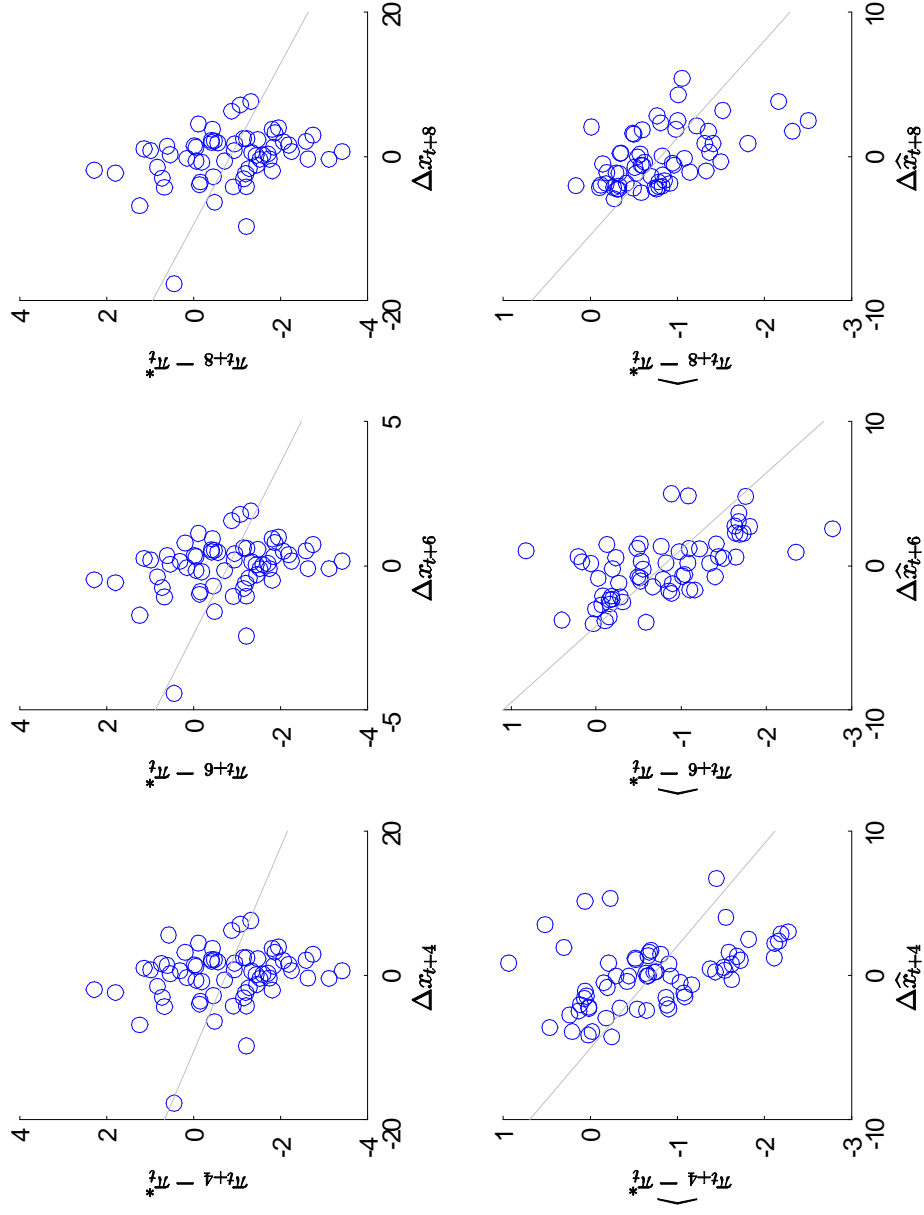 4
2
0
-2
-4
-20 0 20
π_{t+4} − π*_t
Δx_{t+4}
4
2
0
-2
-4
-5 0 5
π_{t+6} − π*_t
Δx_{t+6}
4
2
0
-2
-4
-20 0 20
π_{t+8} − π*_t
Δx_{t+8}
1
0
-1
-2
-3
-10 0 10
\widehat{π_{t+4} − π*_t}
Δx̂_{t+4}
1
0
-1
-2
-3
-10 0 10
\widehat{π_{t+6} − π*_t}
Δx̂_{t+6}
1
0
-1
-2
-3
-10 0 10
\widehat{π_{t+8} − π*_t}
Δx̂_{t+8}